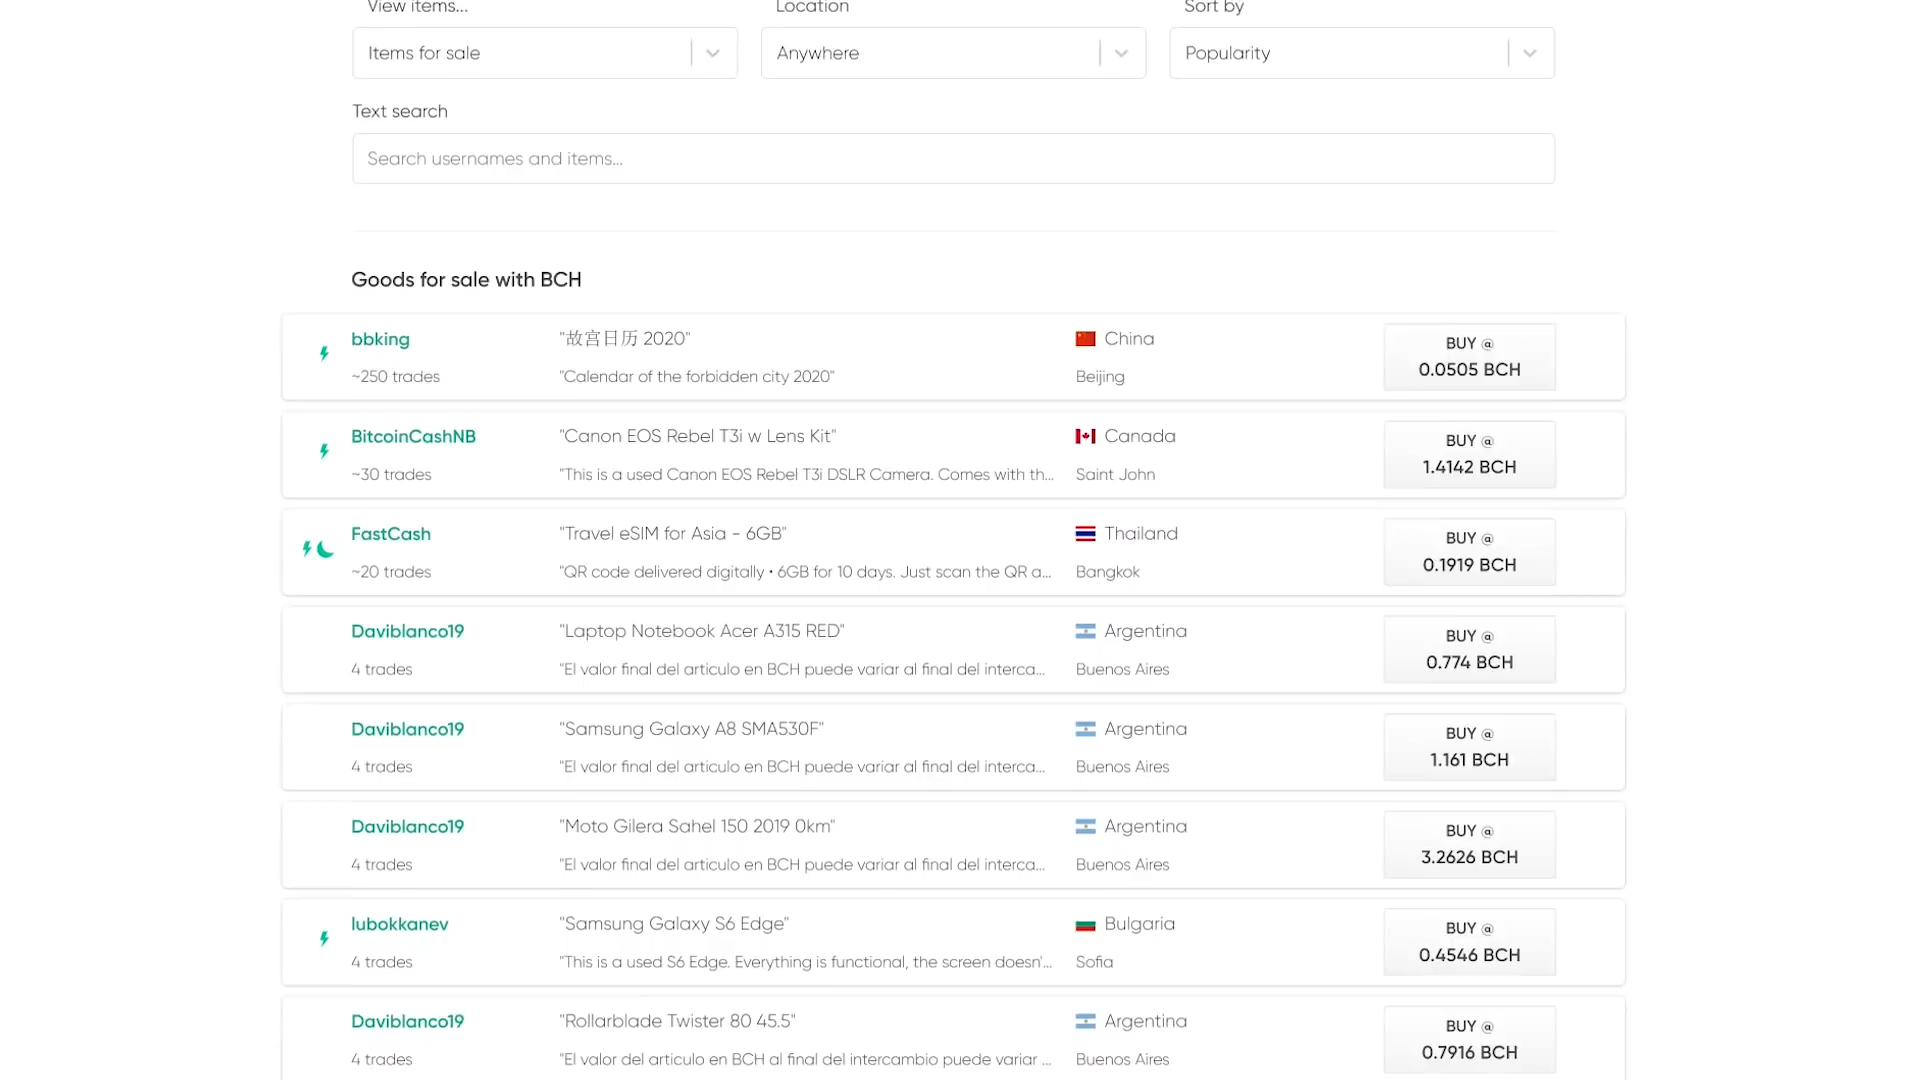 View items...
Location
Sort by
Items for sale
Anywhere
Popularity
Text search
Search usernames and items...
Goods for sale with BCH
bbking
"故宫日历 2020"
China
BUY @
~250 trades
"Calendar of the forbidden city 2020"
Beijing
0.0505 BCH
BitcoinCashNB
"Canon EOS Rebel T3i w Lens Kit"
Canada
BUY @
~30 trades
"This is a used Canon EOS Rebel T3i DSLR Camera. Comes with th...
Saint John
1.4142 BCH
FastCash
"Travel eSIM for Asia - 6GB"
Thailand
BUY @
~20 trades
"QR code delivered digitally • 6GB for 10 days. Just scan the QR a...
Bangkok
0.1919 BCH
Daviblanco19
"Laptop Notebook Acer A315 RED"
Argentina
BUY @
4 trades
"El valor final del articulo en BCH puede variar al final del interca...
Buenos Aires
0.774 BCH
Daviblanco19
"Samsung Galaxy A8 SMA530F"
Argentina
BUY @
4 trades
"El valor final del articulo en BCH puede variar al final del interca...
Buenos Aires
1.161 BCH
Daviblanco19
"Moto Gilera Sahel 150 2019 0km"
Argentina
BUY @
4 trades
"El valor final del articulo en BCH puede variar al final del interca...
Buenos Aires
3.2626 BCH
lubokkanev
"Samsung Galaxy S6 Edge"
Bulgaria
BUY @
4 trades
"This is a used S6 Edge. Everything is functional, the screen doesn'...
Sofia
0.4546 BCH
Daviblanco19
"Rollarblade Twister 80 45.5"
Argentina
BUY @
4 trades
"El valor del articulo en BCH al final del intercambio puede variar ...
Buenos Aires
0.7916 BCH